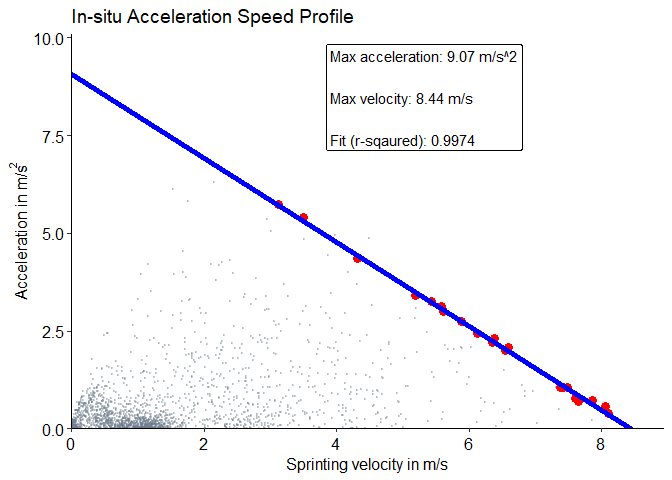 In-situ Acceleration Speed Profile
10.0
Max acceleration: 9.07 m/s^2
Max velocity: 8.44 m/s
Fit (r-sqaured): 0.9974
7.5
Acceleration in m/s²
5.0
2.5
0.0
0 2 4 6 8
Sprinting velocity in m/s